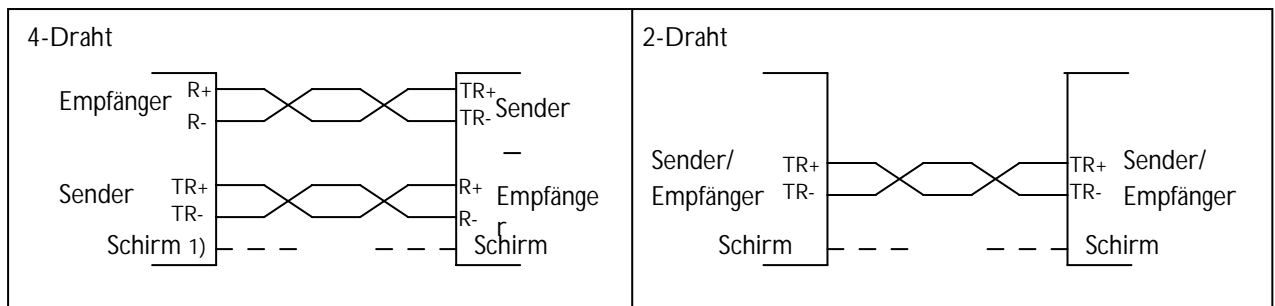 4-Draht
Empfänger R+ TR+ Sender
R- TR-
–
Sender TR+ R+ Empfänge
TR- R- r
Schirm 1) Schirm
2-Draht
Sender/ TR+ TR+ Sender/
Empfänger TR- TR- Empfänger
Schirm Schirm